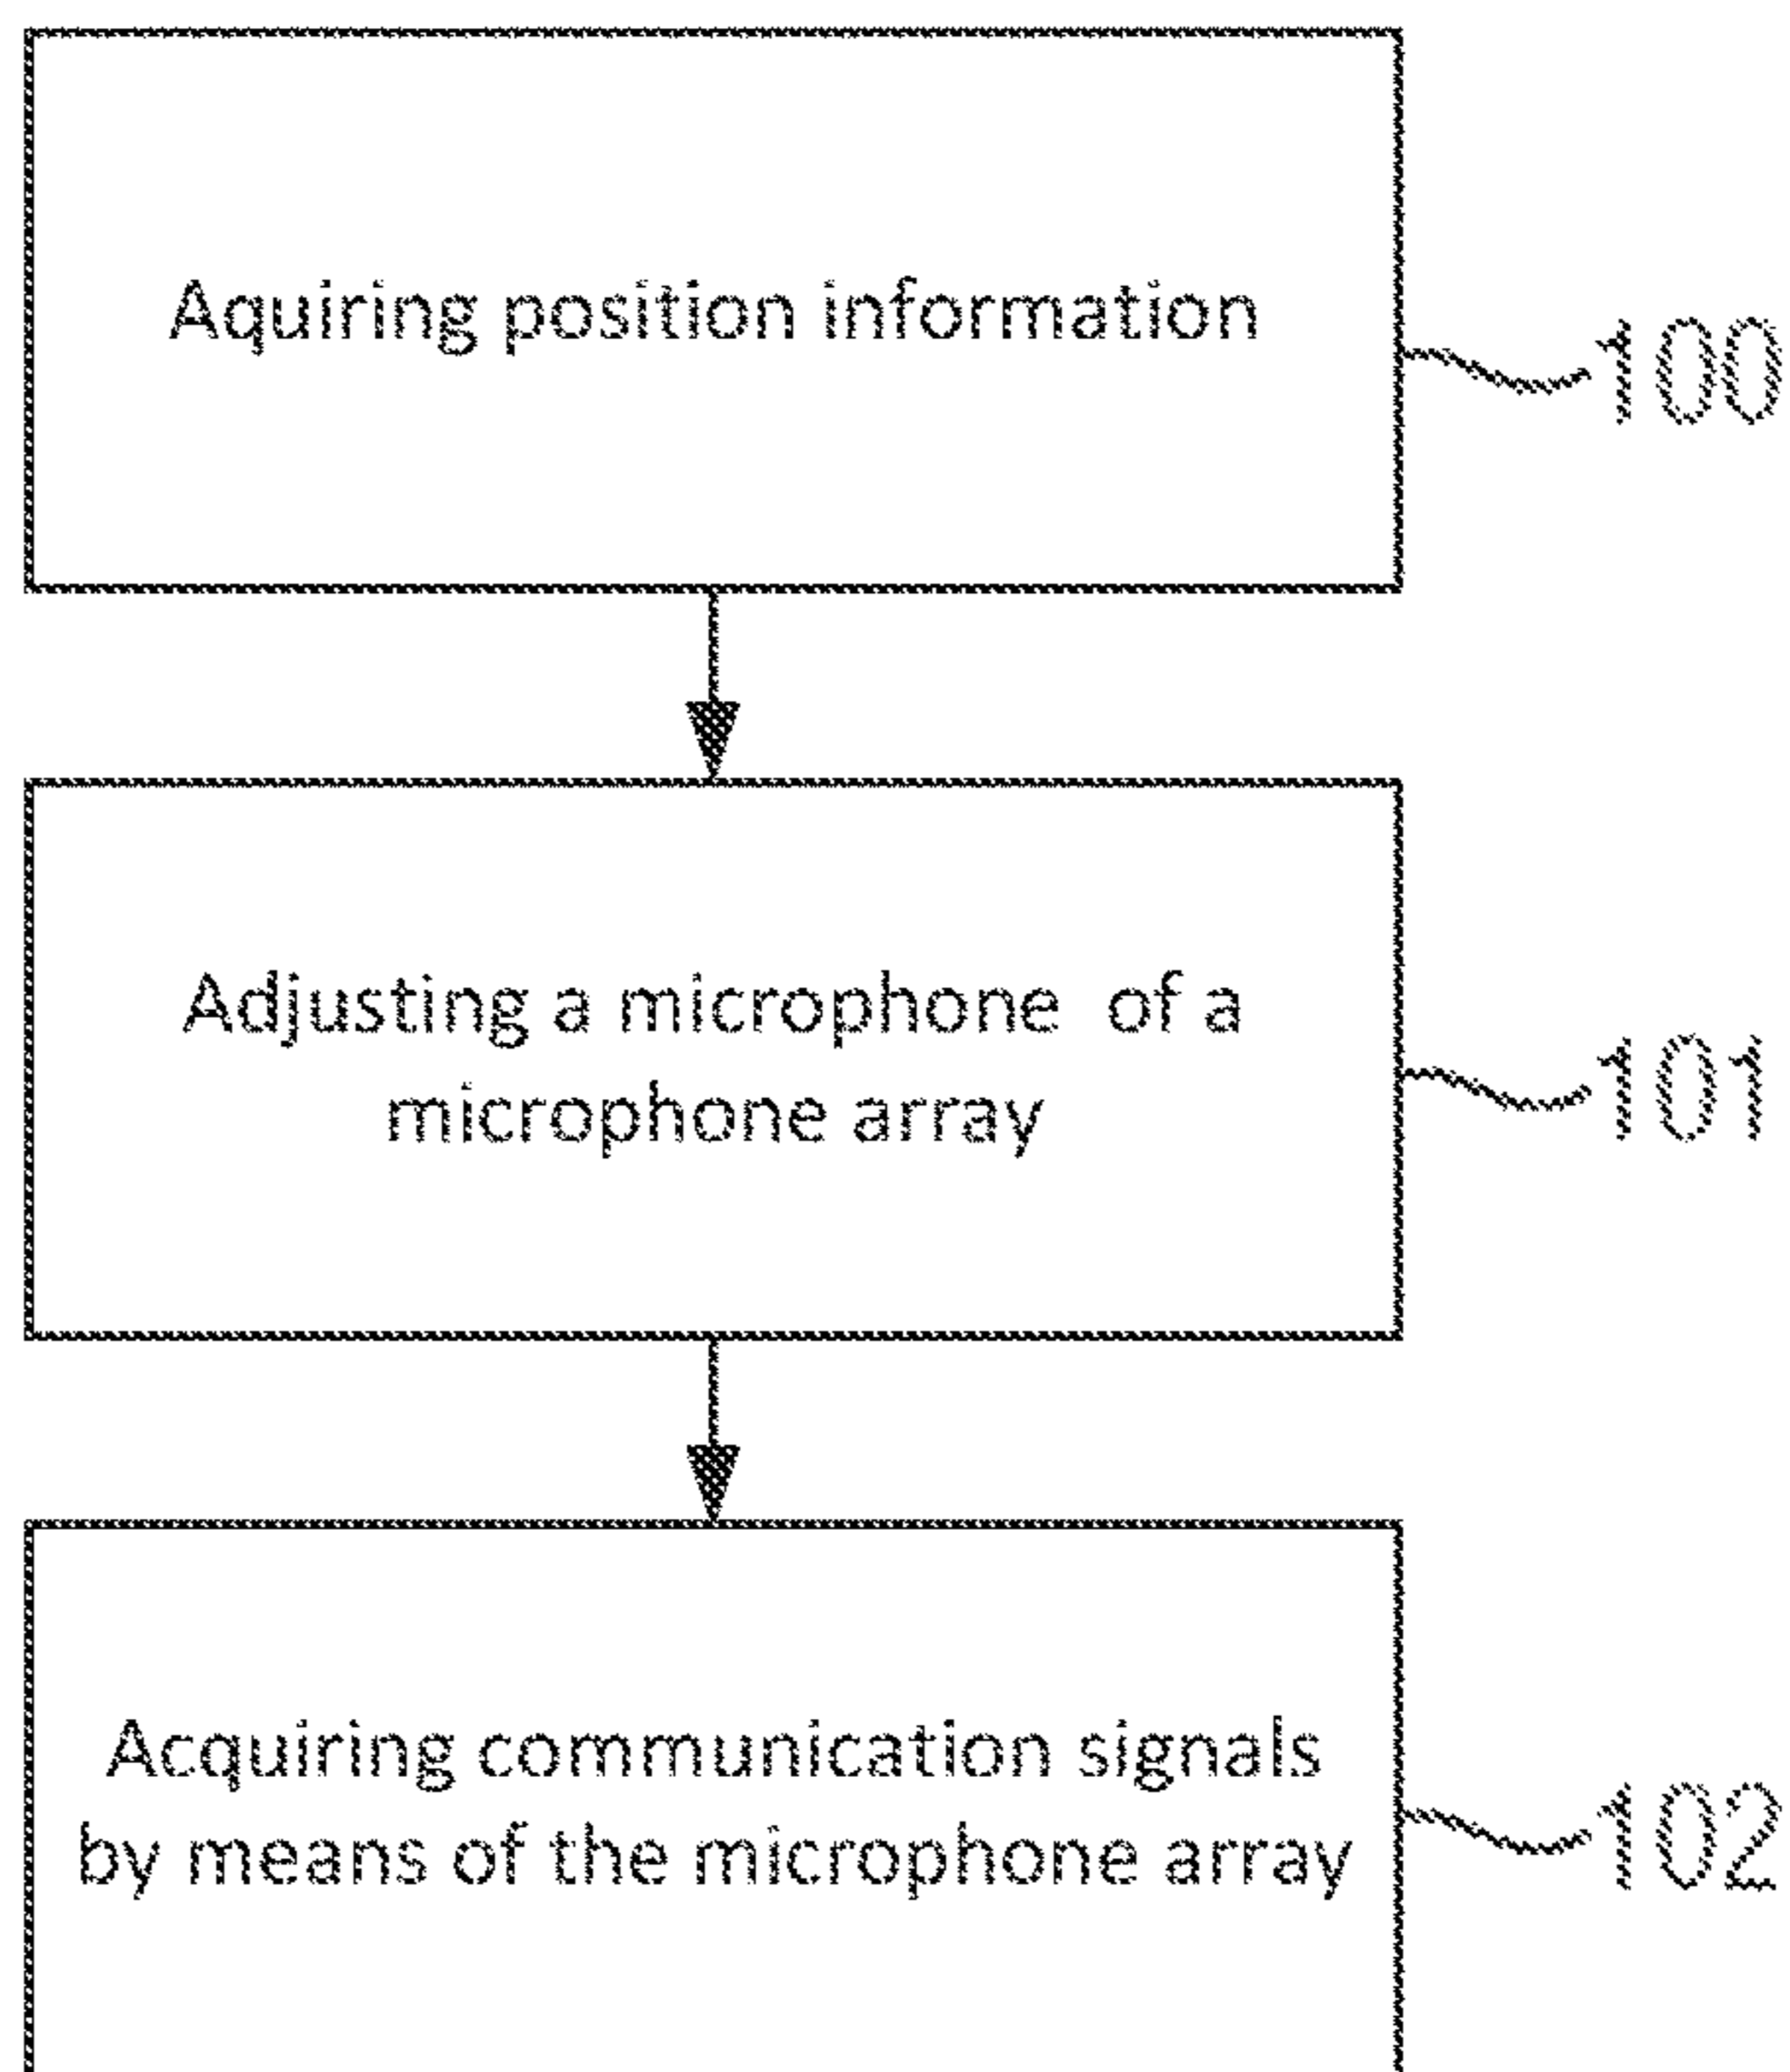 Aquiring position information
100
Adjusting a microphone of a
microphone array
101
Acquiring communication signals
by means of the microphone array
102